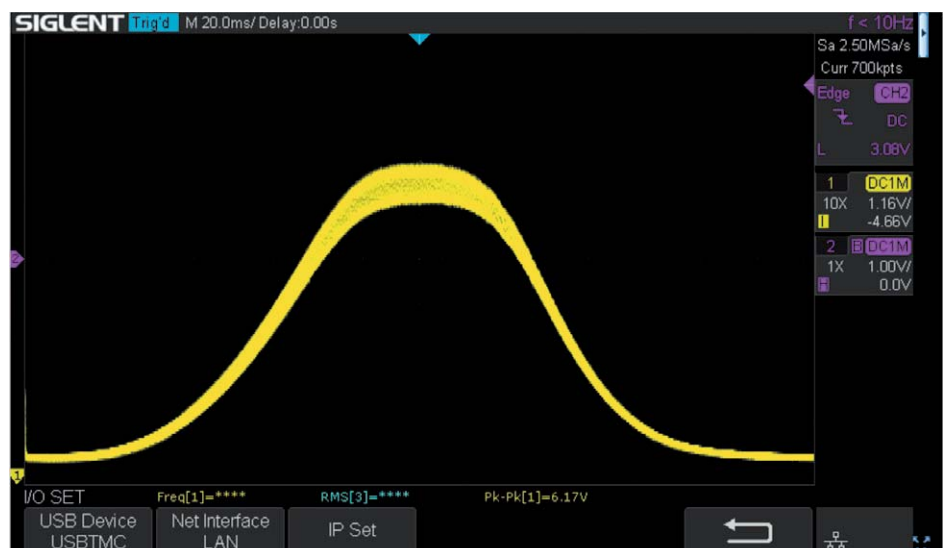 SIGLENT Trig'd M 20.0ms/ Delay:0.00s f < 10Hz
Sa 2.50MSa/s
Curr 700kpts
Edge CH2
DC
L 3.08V
1 DC1M
10X 1.16V/
I -4.66V
2 B DC1M
1X 1.00V/
H 0.0V
2
1
I/O SET Freq[1]=**** RMS[3]=**** Pk-Pk[1]=6.17V
USB Device Net Interface IP Set
USBTMC LAN